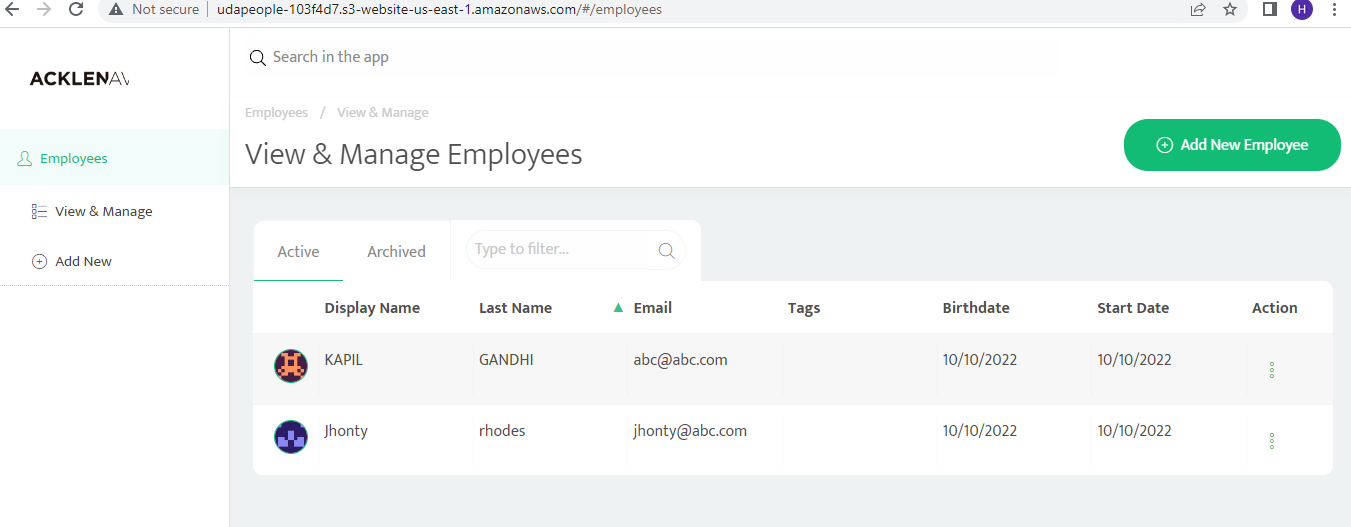 Not secure
udapeople-103f4d7.s3-website-us-east-1.amazonaws.com/#/employees
H
ACKLENAV
Search in the app
Employees / View & Manage
View & Manage Employees
Add New Employee
Employees
View & Manage
Add New
Active Archived Type to filter...
Display Name Last Name Email Tags Birthdate Start Date Action
KAPIL GANDHI abc@abc.com 10/10/2022 10/10/2022
Jhonty rhodes jhonty@abc.com 10/10/2022 10/10/2022